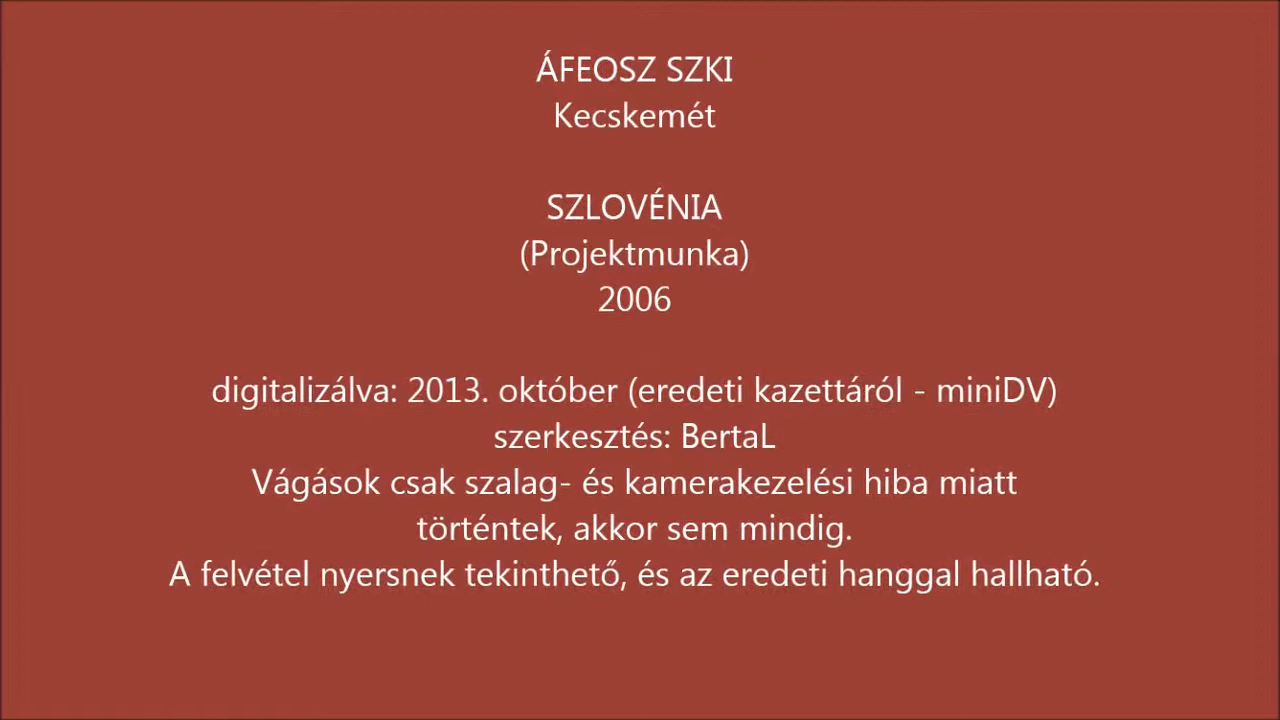 ÁFEOSZ SZKI
Kecskemét
SZLOVÉNIA
(Projektmunka)
2006
digitalizálva: 2013. október (eredeti kazettáról - miniDV)
szerkesztés: BertaL
Vágások csak szalag- és kamerakezelési hiba miatt
történtek, akkor sem mindig.
A felvétel nyersnek tekinthető, és az eredeti hanggal hallható.